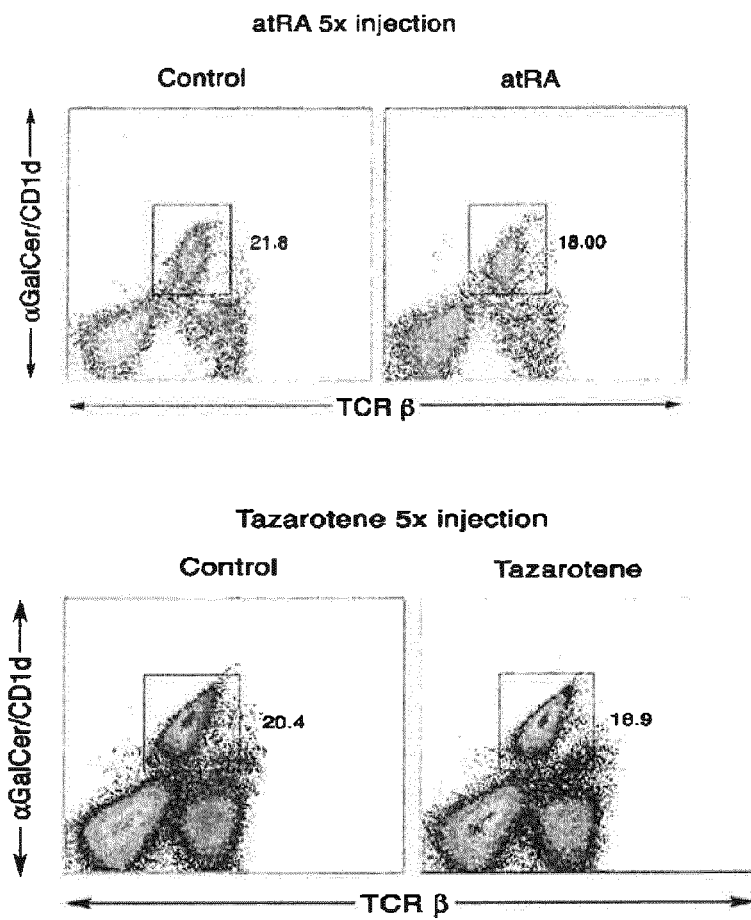 atRA 5x injection
Control
atRA
αGalCer/CD1d
21.8
18.00
TCR β
Tazarotene 5x injection
Control
Tazarotene
αGalCer/CD1d
20.4
18.9
TCR β